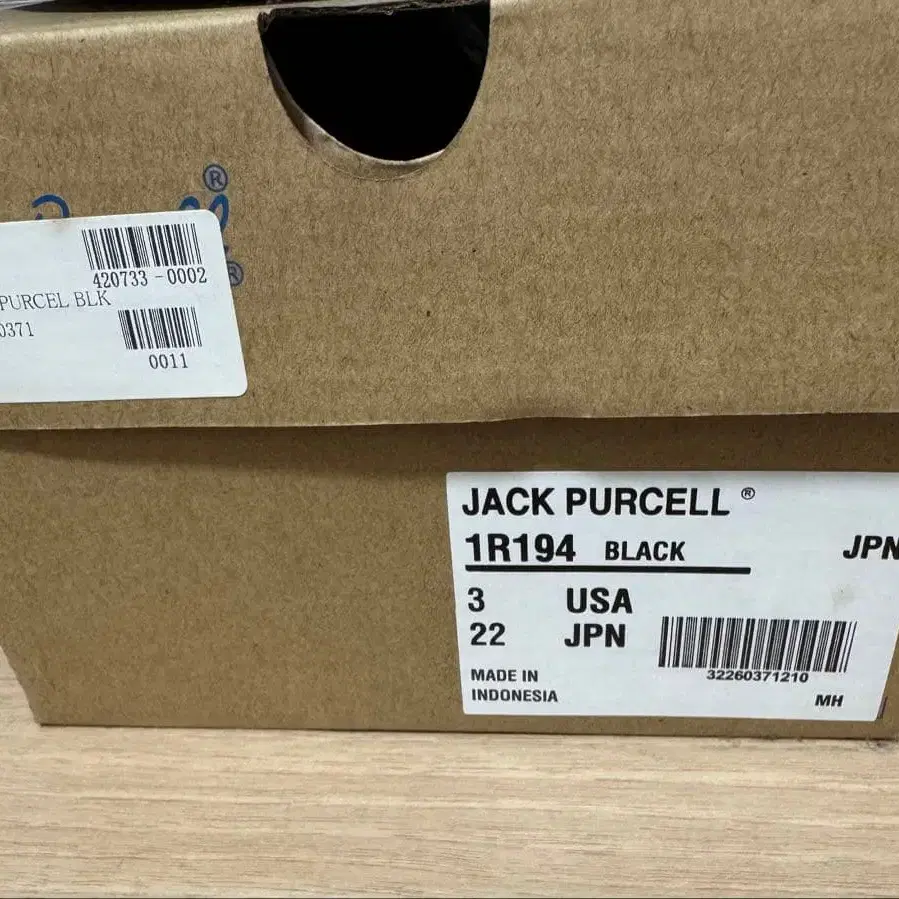 ®
®
420733-0002
PURCEL BLK
0371
0011
JACK PURCELL ®
1R194 BLACK JPN
3 USA
22 JPN
32260371210
MADE IN
INDONESIA
MH